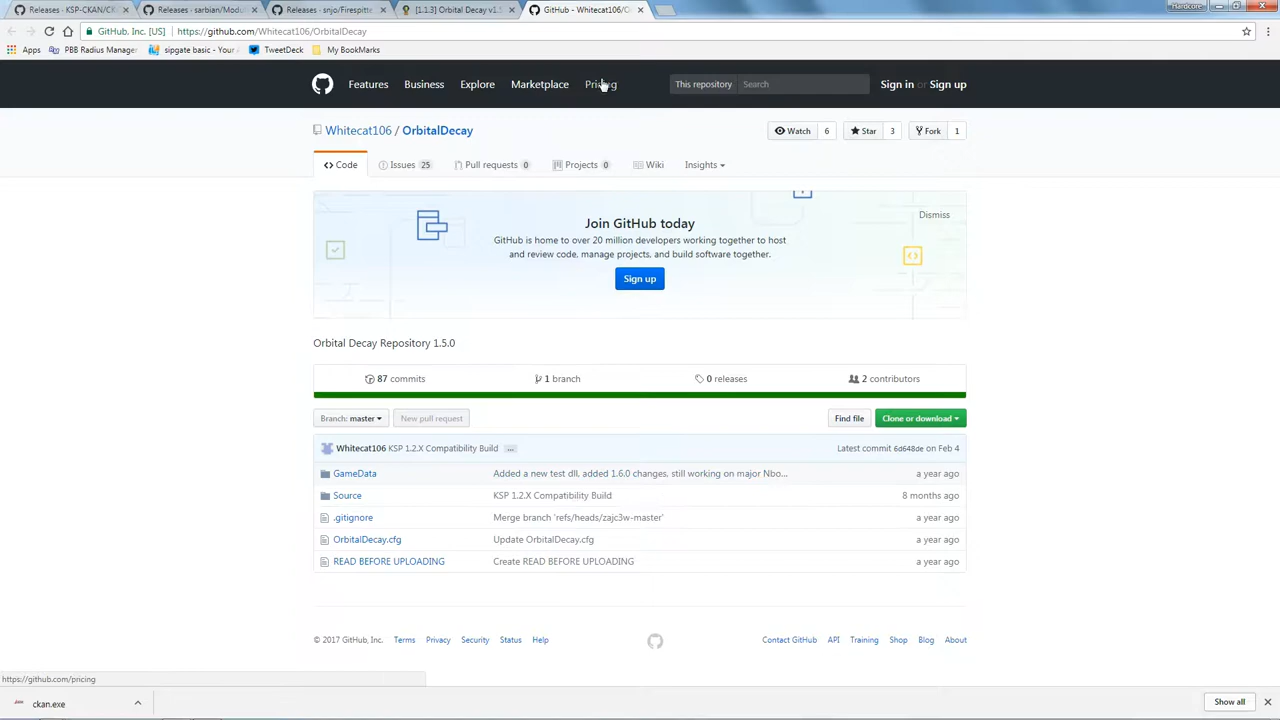 Releases · KSP-CKAN/CK
Releases · sarbian/Modul
Releases · snjo/Firespitte
[1.1.3] Orbital Decay v1.5
GitHub - Whitecat106/O
Hardcore
GitHub, Inc. [US] https://github.com/Whitecat106/OrbitalDecay
Apps PBB Radius Manager sipgate basic - Your A TweetDeck My BookMarks
Features Business Explore Marketplace Pricing This repository Search Sign in or Sign up
Whitecat106 / OrbitalDecay Watch 6 Star 3 Fork 1
Code Issues 25 Pull requests 0 Projects 0 Wiki Insights
Dismiss
Join GitHub today
GitHub is home to over 20 million developers working together to host
and review code, manage projects, and build software together.
Sign up
Orbital Decay Repository 1.5.0
87 commits 1 branch 0 releases 2 contributors
Branch: master New pull request Find file Clone or download
Whitecat106 KSP 1.2.X Compatibility Build ... Latest commit 6d648de on Feb 4
GameData Added a new test dll, added 1.6.0 changes, still working on major Nbo... a year ago
Source KSP 1.2.X Compatibility Build 8 months ago
.gitignore Merge branch 'refs/heads/zajc3w-master' a year ago
OrbitalDecay.cfg Update OrbitalDecay.cfg a year ago
READ BEFORE UPLOADING Create READ BEFORE UPLOADING a year ago
© 2017 GitHub, Inc. Terms Privacy Security Status Help Contact GitHub API Training Shop Blog About
https://github.com/pricing
ckan.exe Show all